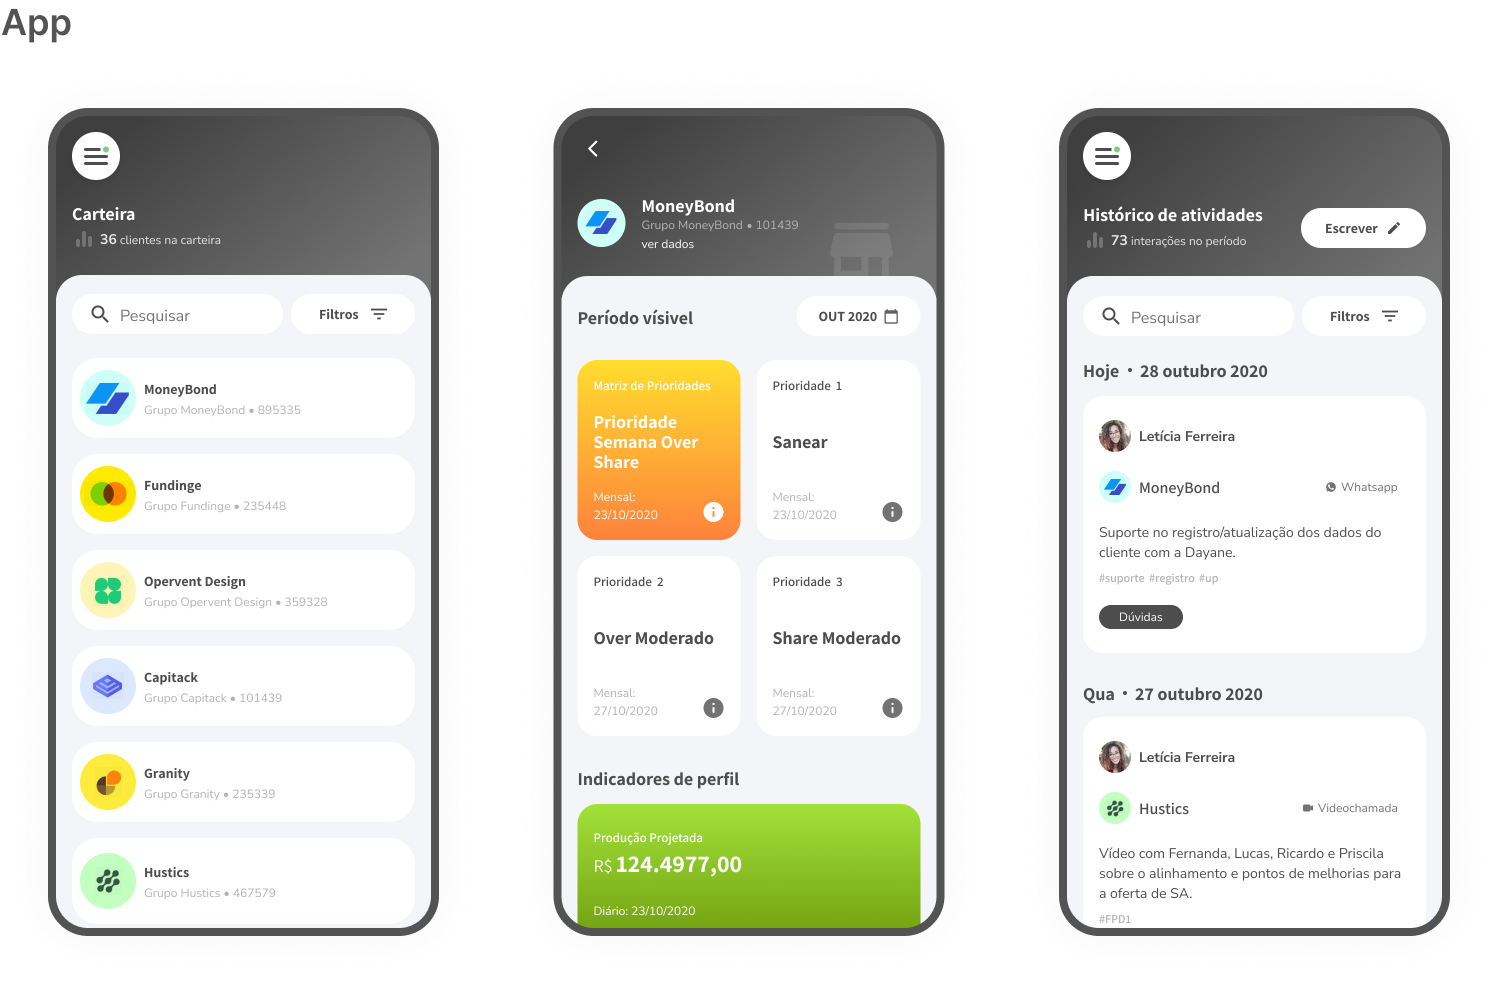 App
Carteira
36 clientes na carteira
Pesquisar
Filtros
MoneyBond
Grupo MoneyBond • 895335
Fundinge
Grupo Fundinge • 235448
Opervent Design
Grupo Opervent Design • 359328
Capitack
Grupo Capitack • 101439
Granity
Grupo Granity • 235339
Hustics
Grupo Hustics • 467579
MoneyBond
Grupo MoneyBond • 101439
ver dados
Período vísivel
OUT 2020
Matriz de Prioridades
Prioridade
Semana Over
Share
Mensal:
23/10/2020
Prioridade 1
Sanear
Mensal:
23/10/2020
Prioridade 2
Over Moderado
Mensal:
27/10/2020
Prioridade 3
Share Moderado
Mensal:
27/10/2020
Indicadores de perfil
Produção Projetada
R$ 124.4977,00
Diário: 23/10/2020
Histórico de atividades
73 interações no período
Escrever
Pesquisar
Filtros
Hoje • 28 outubro 2020
Letícia Ferreira
MoneyBond
Whatsapp
Suporte no registro/atualização dos dados do
cliente com a Dayane.
#suporte #registro #up
Dúvidas
Qua • 27 outubro 2020
Letícia Ferreira
Hustics
Videochamada
Vídeo com Fernanda, Lucas, Ricardo e Priscila
sobre o alinhamento e pontos de melhorias para
a oferta de SA.
#FPD1